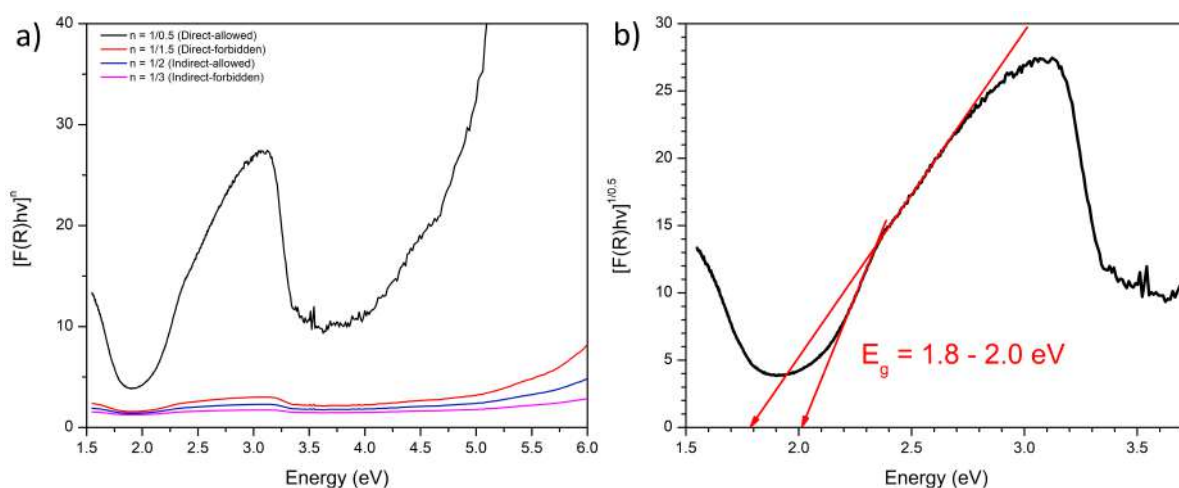 a)
n = 1/0.5 (Direct-allowed)
n = 1/1.5 (Direct-forbidden)
n = 1/2 (Indirect-allowed)
n = 1/3 (Indirect-forbidden)
[F(R)hv]ⁿ
40
30
20
10
0
1.5 2.0 2.5 3.0 3.5 4.0 4.5 5.0 5.5 6.0
Energy (eV)
b)
[F(R)hv]^1/0.5
30
25
20
15
10
5
0
E_g = 1.8 - 2.0 eV
1.5 2.0 2.5 3.0 3.5
Energy (eV)